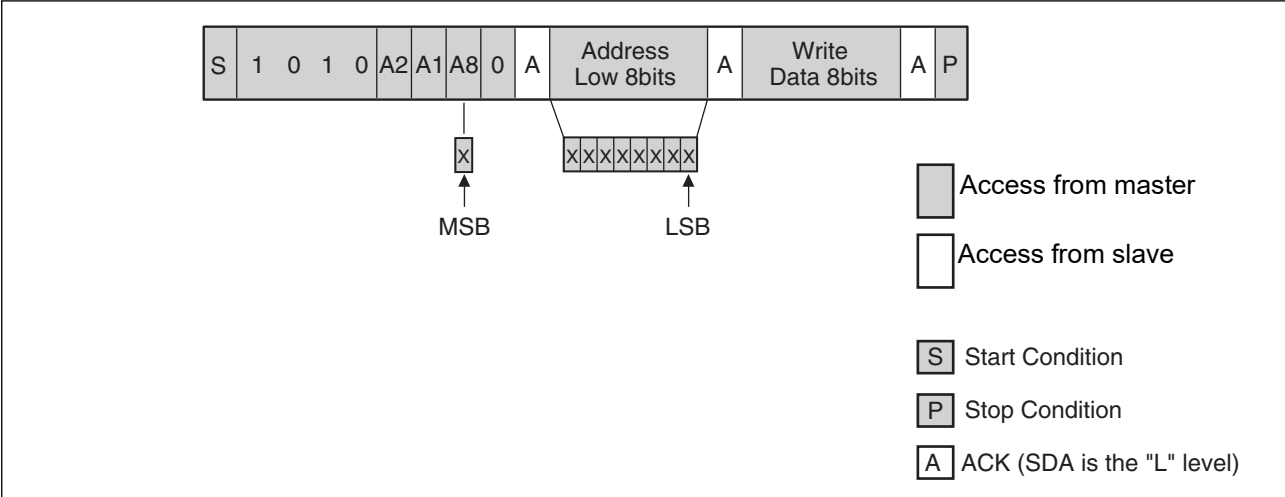 S 1 0 1 0 A2 A1 A8 0 A Address Low 8bits A Write Data 8bits A P
x xxxxxxxx
MSB LSB
Access from master
Access from slave
S Start Condition
P Stop Condition
A ACK (SDA is the "L" level)